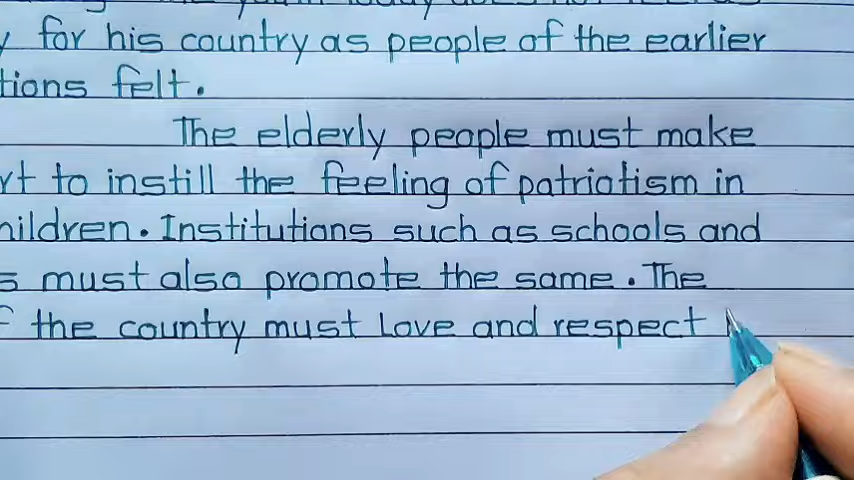 for his country as people of the earlier
tions felt.
The elderly people must make
rt to instill the feeling of patriotism in
hildren. Institutions such as schools and
s must also promote the same. The
the country must Love and respect